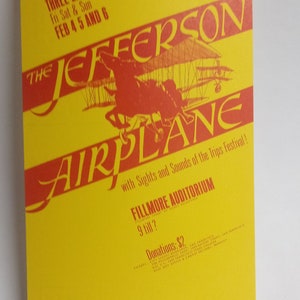 THREE
Fri Sat & Sun
FEB 4 5 AND 6
THE JEFFERSON
AIRPLANE
with Sights and Sounds of the Trips Festival!
FILLMORE AUDITORIUM
9 till?
Donations: $2